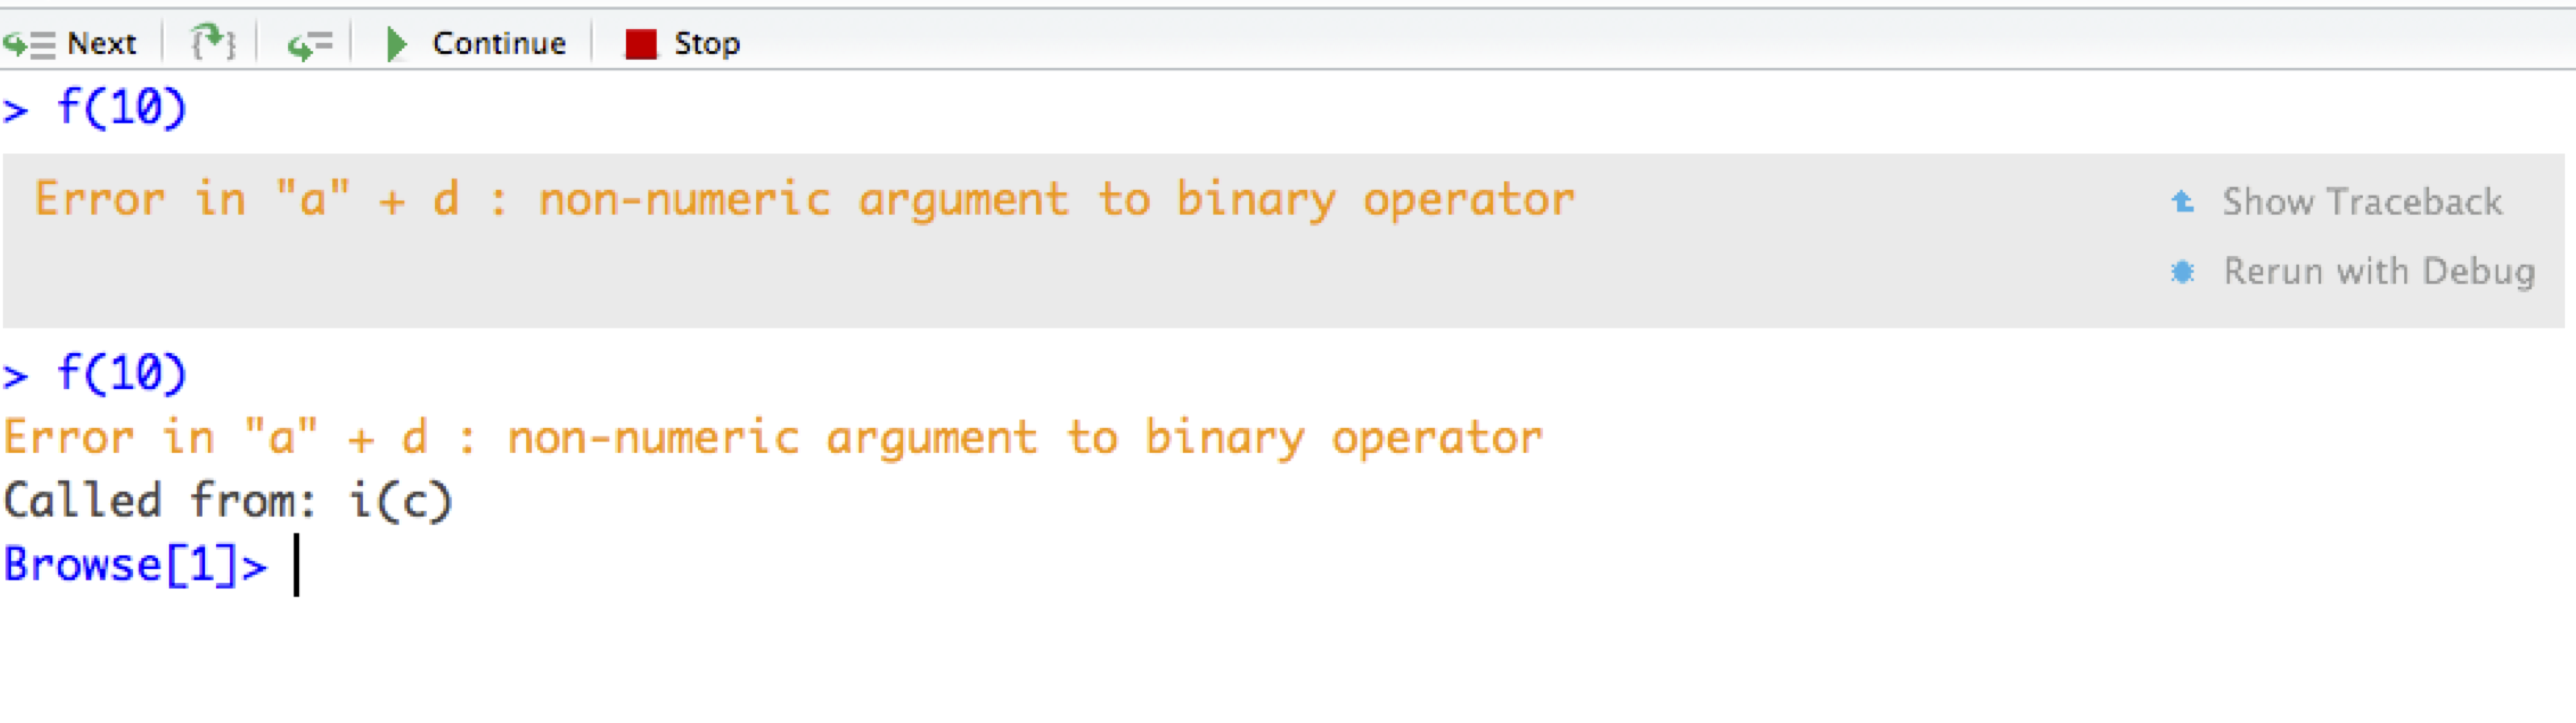 Next Continue Stop
> f(10)
Error in "a" + d : non-numeric argument to binary operator
Show Traceback
Rerun with Debug
> f(10)
Error in "a" + d : non-numeric argument to binary operator
Called from: i(c)
Browse[1]>